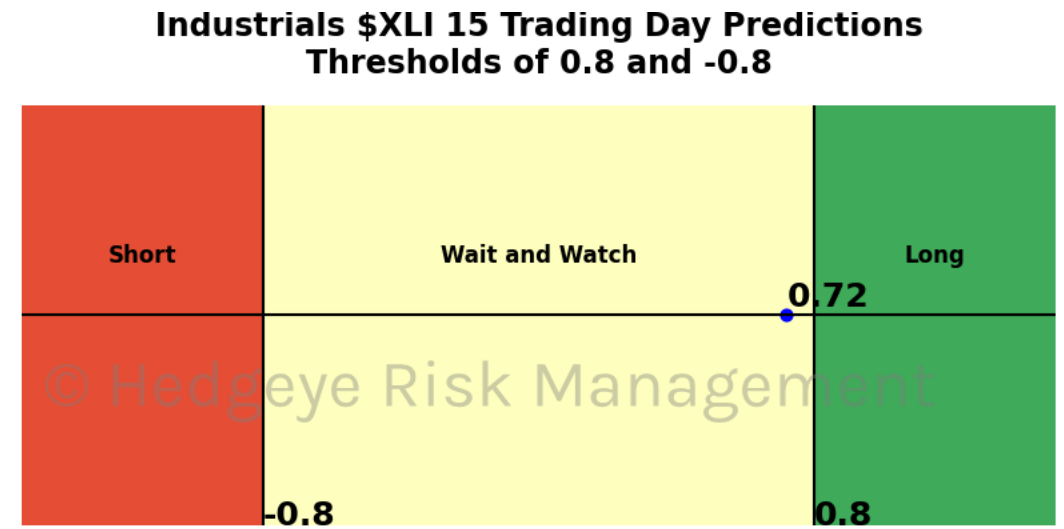 Industrials $XLI 15 Trading Day Predictions
Thresholds of 0.8 and -0.8
Short
Wait and Watch
Long
0.72
© Hedgeye Risk Management
-0.8
0.8